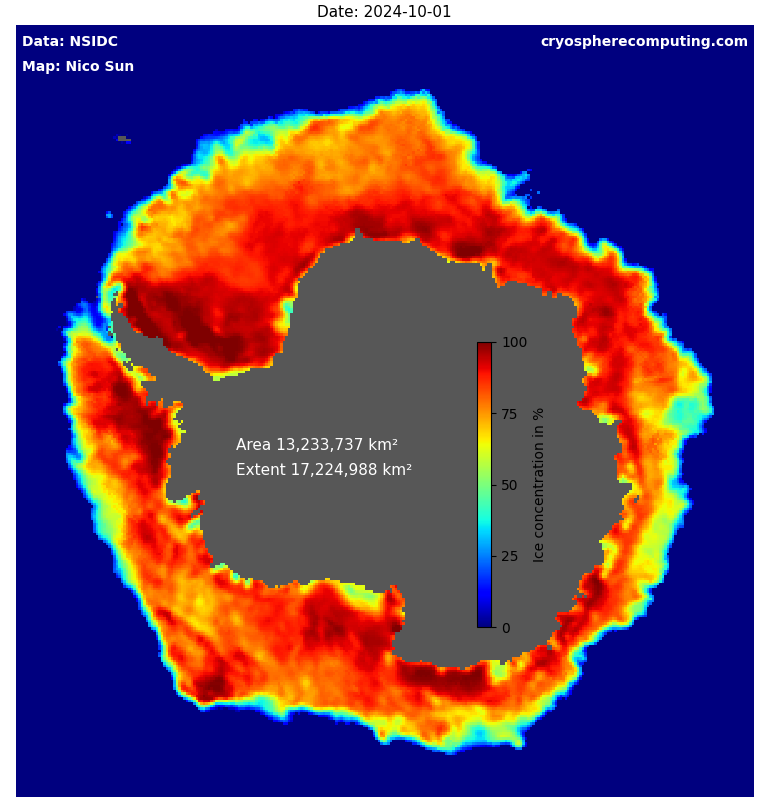 Date: 2024-10-01
Data: NSIDC
cryospherecomputing.com
Map: Nico Sun
100
75
50
25
0
Ice concentration in %
Area 13,233,737 km²
Extent 17,224,988 km²